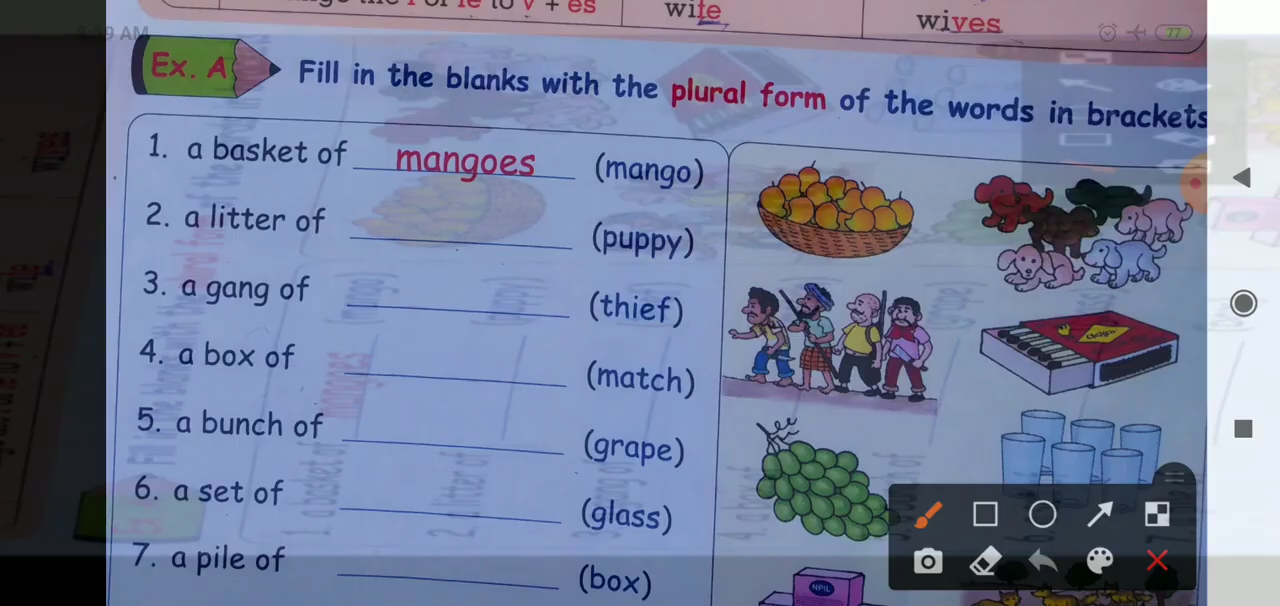 wife
wives
77
Ex. A
Fill in the blanks with the plural form of the words in brackets
1. a basket of mangoes (mango)
2. a litter of (puppy)
3. a gang of (thief)
4. a box of (match)
5. a bunch of (grape)
6. a set of (glass)
7. a pile of (box)
NPIL